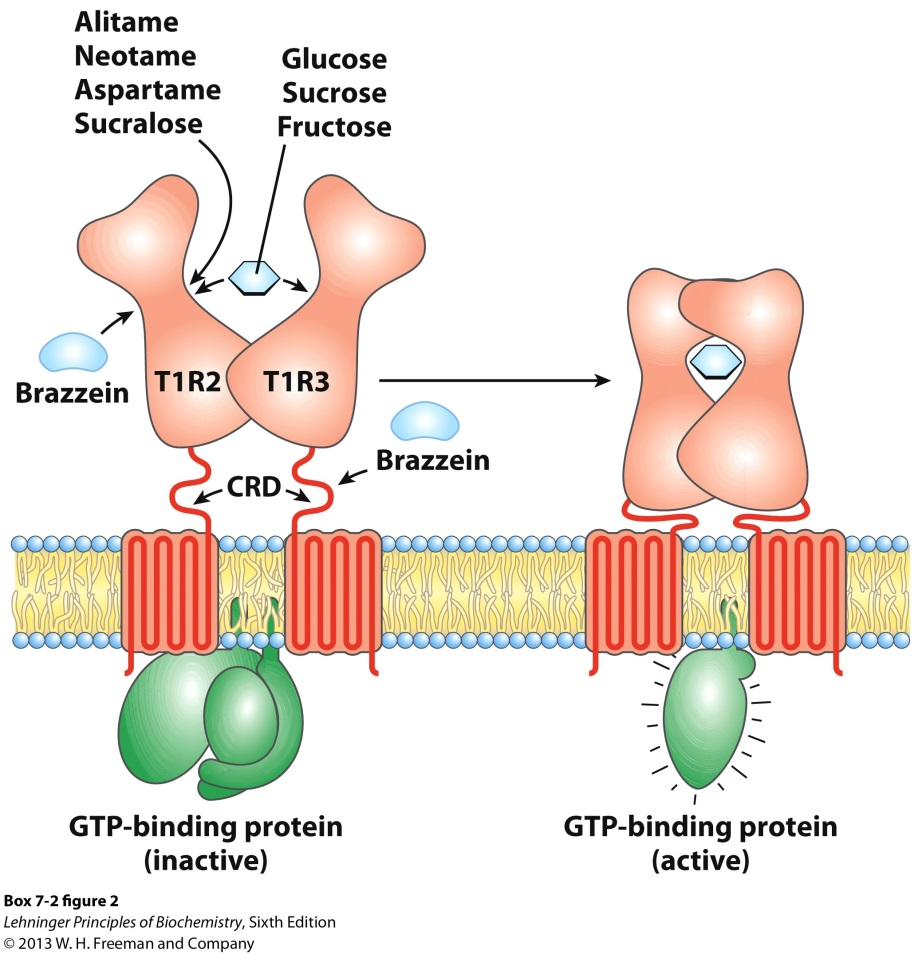 Alitame
Neotame
Aspartame
Sucralose
Glucose
Sucrose
Fructose
Brazzein
T1R2
T1R3
Brazzein
CRD
GTP-binding protein
(inactive)
GTP-binding protein
(active)
Box 7-2 figure 2
Lehninger Principles of Biochemistry, Sixth Edition
© 2013 W. H. Freeman and Company